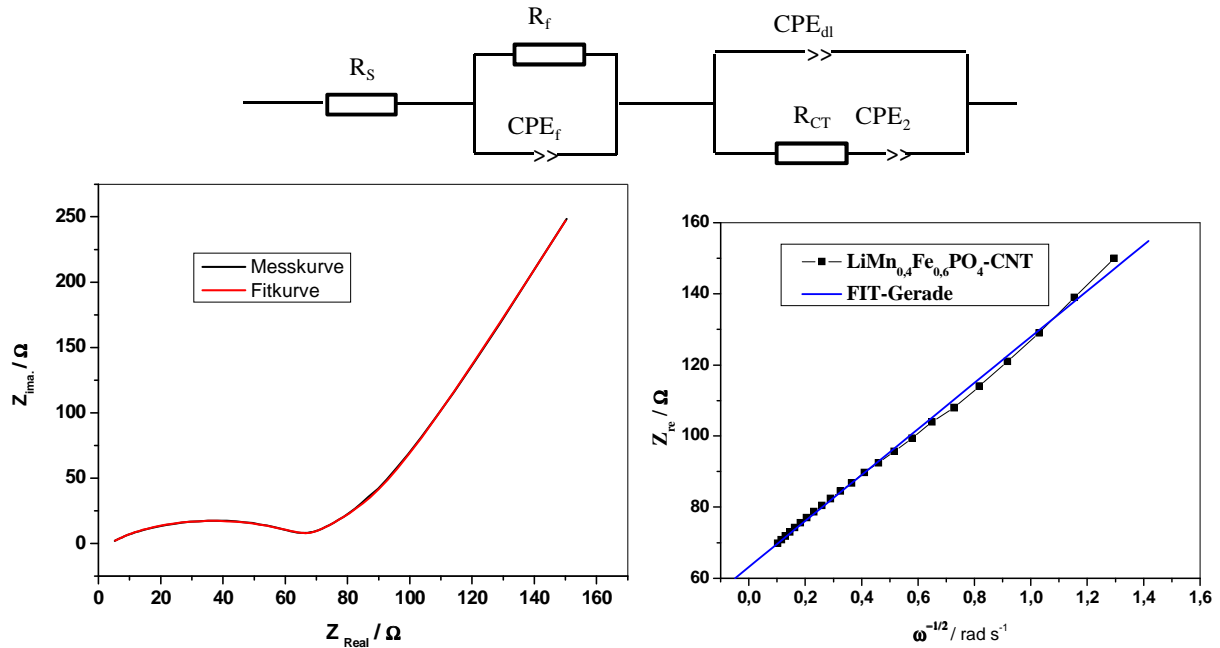 R_f
CPE_dl
R_S
CPE_f
R_CT
CPE_2
>>
>>
>>
250
200
150
100
50
0
Z_ima. / Ω
Messkurve
Fitkurve
0 20 40 60 80 100 120 140 160
Z_Real / Ω
160
140
120
100
80
60
Z_re / Ω
LiMn_0,4Fe_0,6PO_4-CNT
FIT-Gerade
0,0 0,2 0,4 0,6 0,8 1,0 1,2 1,4 1,6
ω^-1/2 / rad s^-1